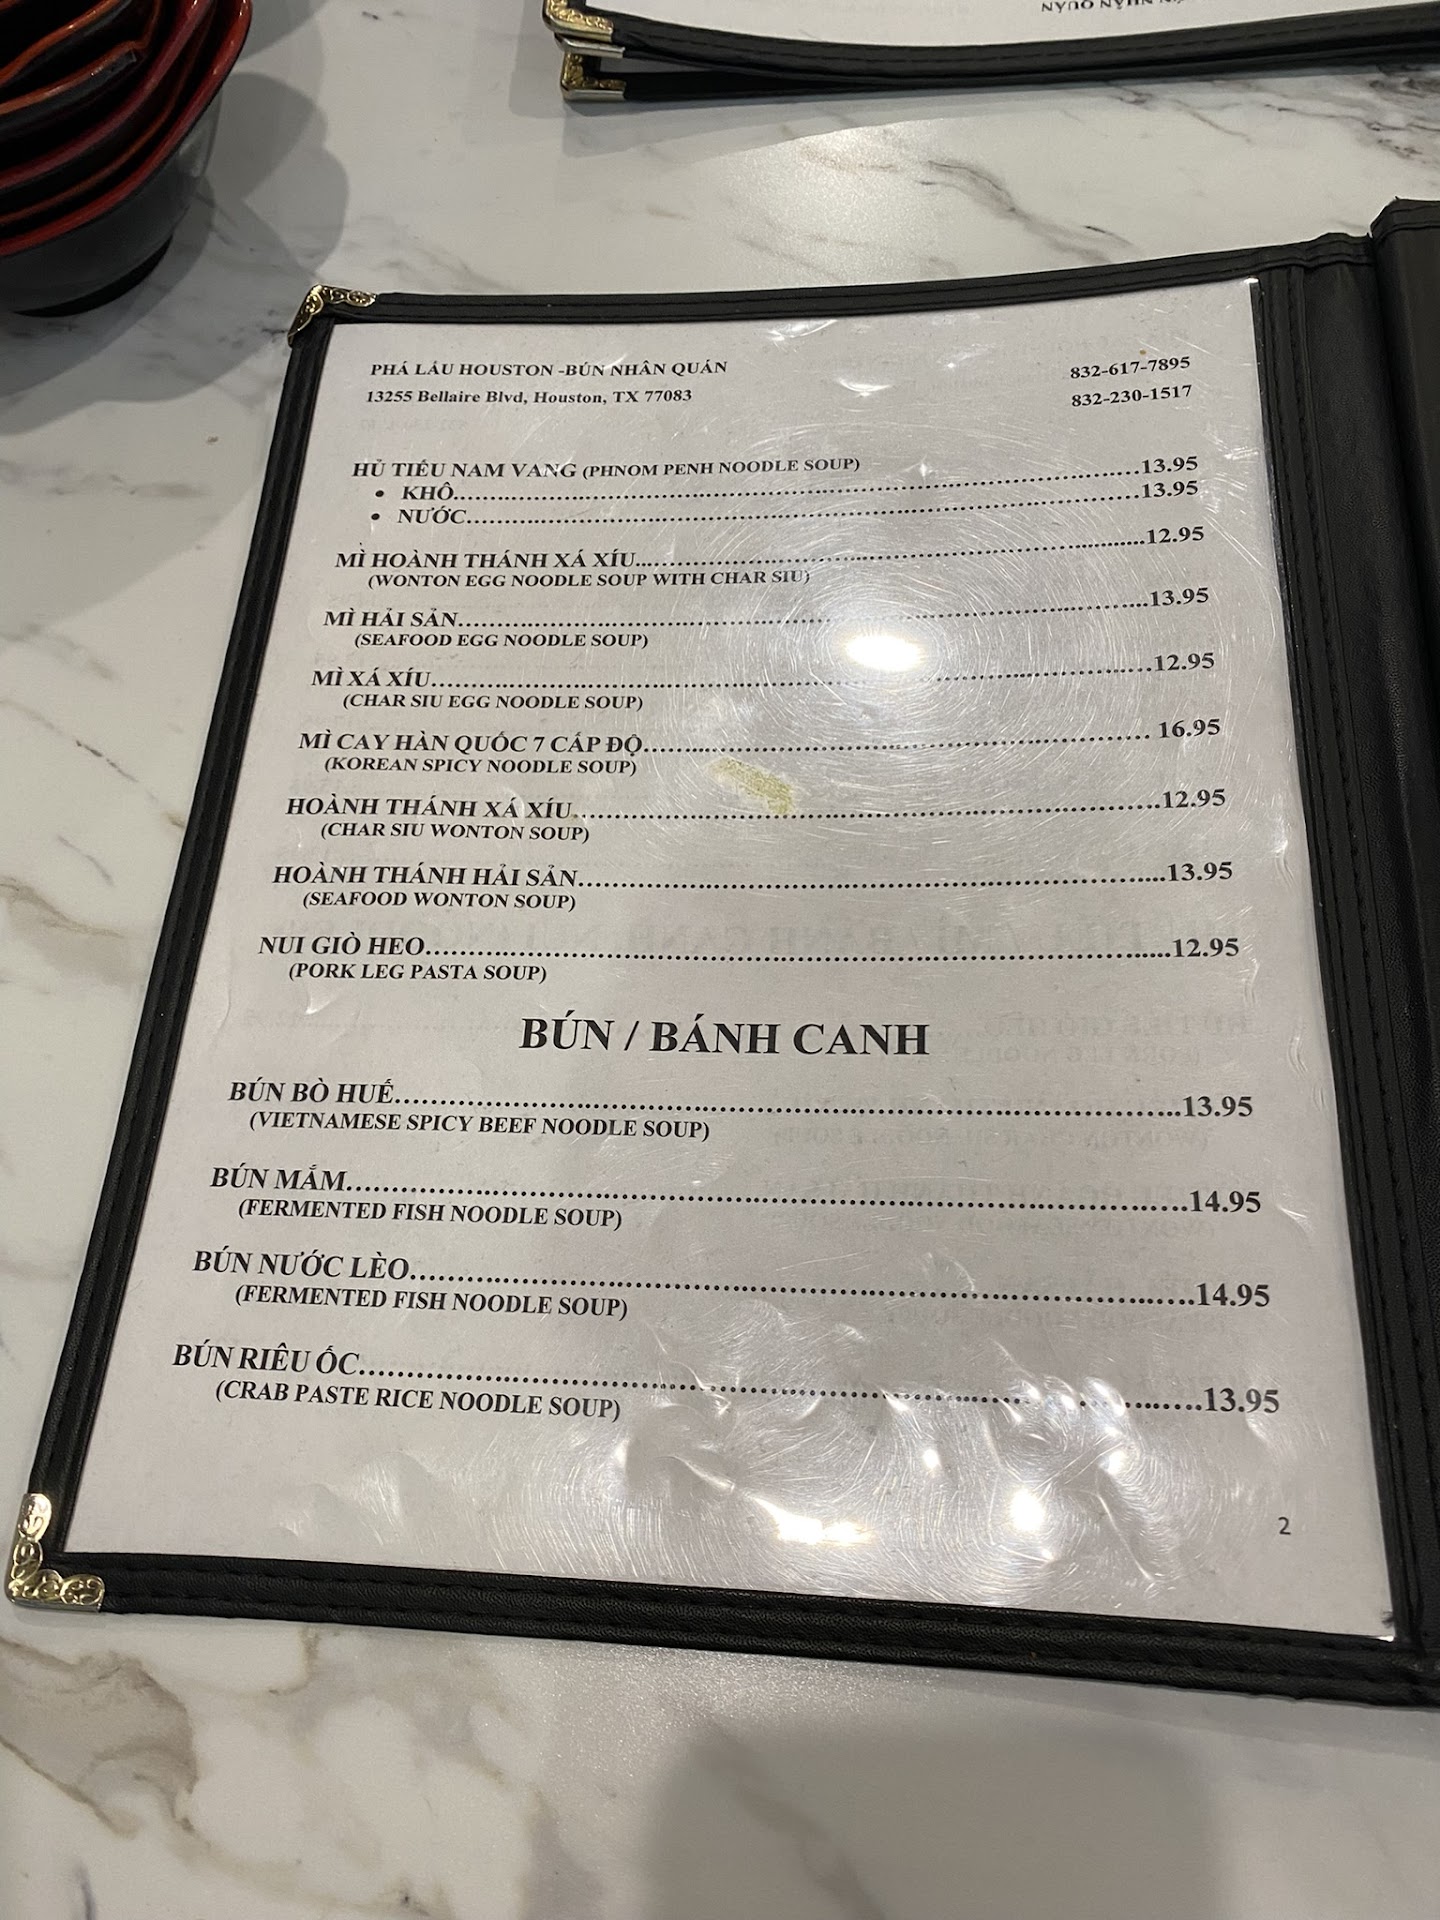 ÚN NHÂN QUÁN
PHÁ LẤU HOUSTON -BÚN NHÂN QUÁN 832-617-7895
13255 Bellaire Blvd, Houston, TX 77083 832-230-1517
HỦ TIẾU NAM VANG (PHNOM PENH NOODLE SOUP)
• KHÔ..............................13.95
• NƯỚC..............................13.95
MÌ HOÀNH THÁNH XÁ XÍU..............................12.95
(WONTON EGG NOODLE SOUP WITH CHAR SIU)
MÌ HẢI SẢN..............................13.95
(SEAFOOD EGG NOODLE SOUP)
MÌ XÁ XÍU..............................12.95
(CHAR SIU EGG NOODLE SOUP)
MÌ CAY HÀN QUỐC 7 CẤP ĐỘ.............................. 16.95
(KOREAN SPICY NOODLE SOUP)
HOÀNH THÁNH XÁ XÍU..............................12.95
(CHAR SIU WONTON SOUP)
HOÀNH THÁNH HẢI SẢN..............................13.95
(SEAFOOD WONTON SOUP)
NUI GIÒ HEO..............................12.95
(PORK LEG PASTA SOUP)
BÚN / BÁNH CANH
BÚN BÒ HUẾ..............................13.95
(VIETNAMESE SPICY BEEF NOODLE SOUP)
BÚN MẮM..............................14.95
(FERMENTED FISH NOODLE SOUP)
BÚN NƯỚC LÈO..............................14.95
(FERMENTED FISH NOODLE SOUP)
BÚN RIÊU ỐC..............................13.95
(CRAB PASTE RICE NOODLE SOUP)
2